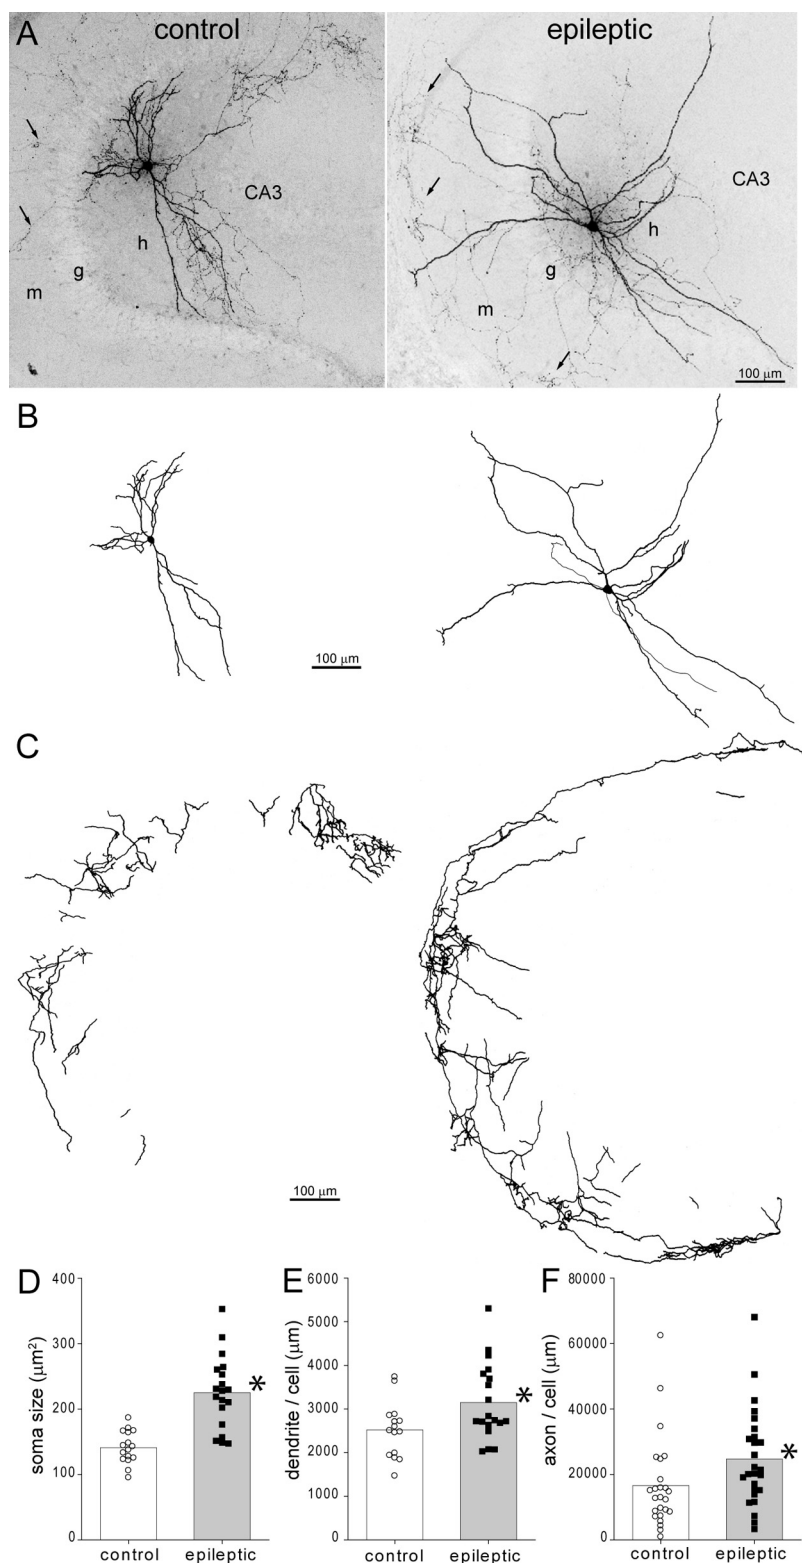 A control epileptic
CA3 CA3
h h
g g
m m
100 μm
B
100 μm
C
100 μm
D E F
soma size (μm²)
400
300
200
100
0
control epileptic
*
dendrite / cell (μm)
6000
5000
4000
3000
2000
1000
0
control epileptic
*
axon / cell (μm)
80000
60000
40000
20000
0
control epileptic
*